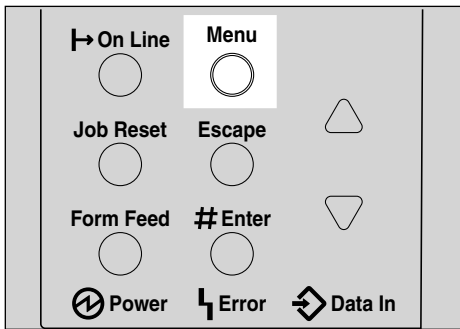 On Line Menu
Job Reset Escape
Form Feed # Enter
Power Error Data In